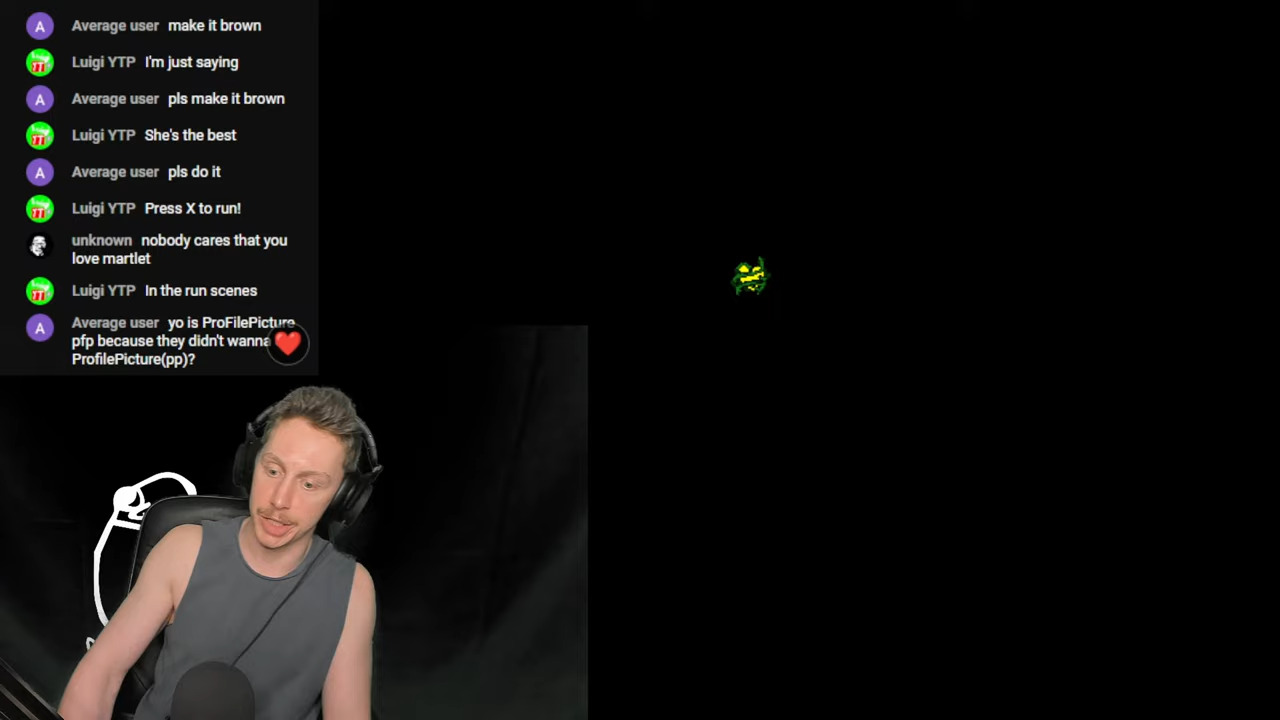 A Average user make it brown
Luigi YTP I'm just saying
A Average user pls make it brown
Luigi YTP She's the best
A Average user pls do it
Luigi YTP Press X to run!
unknown nobody cares that you
love martlet
Luigi YTP In the run scenes
A Average user yo is ProFilePicture
pfp because they didn't wanna
ProfilePicture(pp)?